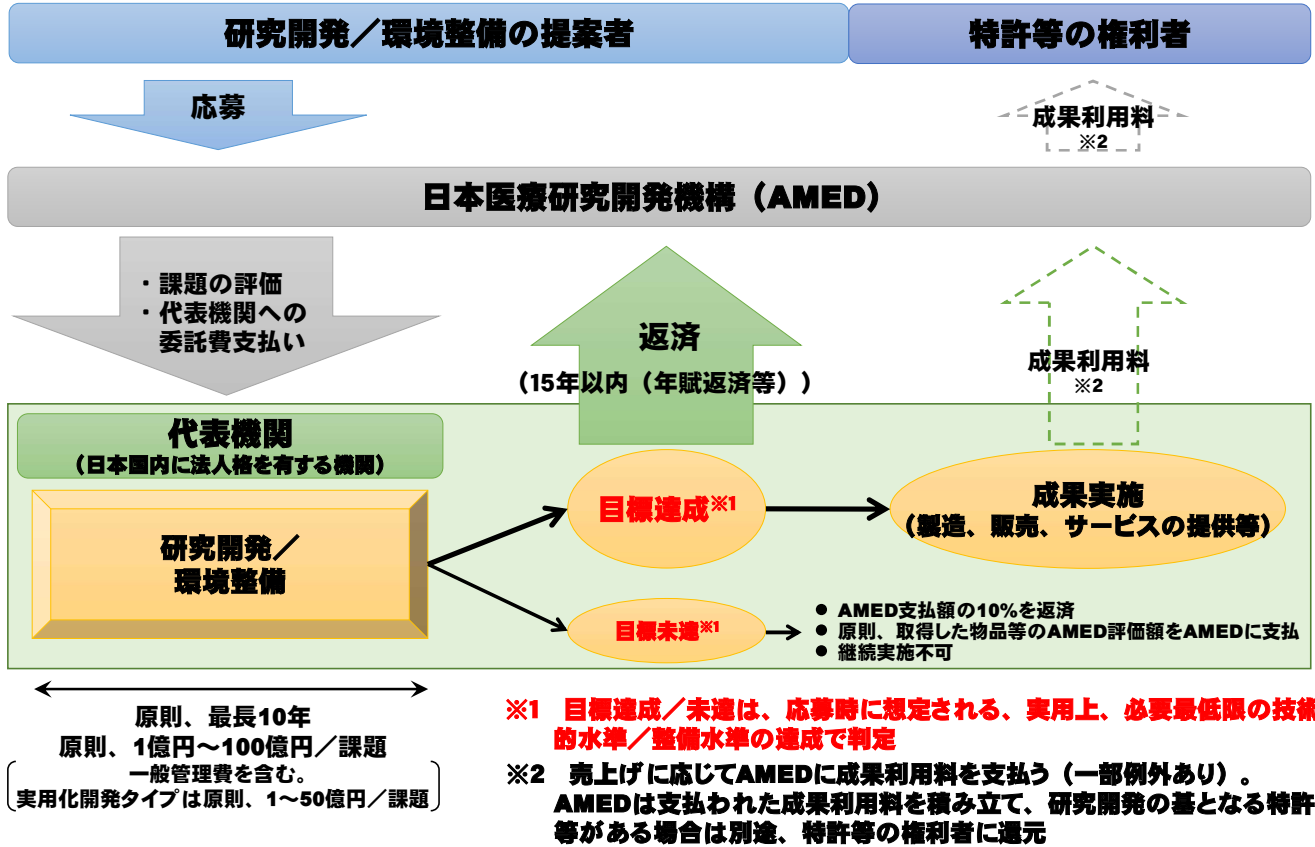 研究開発／環境整備の提案者
特許等の権利者
応募
成果利用料
※2
日本医療研究開発機構（AMED）
・課題の評価
・代表機関への
委託費支払い
返済
（15年以内（年賦返済等））
成果利用料
※2
代表機関
（日本国内に法人格を有する機関）
研究開発／
環境整備
目標達成※1
成果実施
（製造、販売、サービスの提供等）
目標未達※1
● AMED支払額の10%を返済
● 原則、取得した物品等のAMED評価額をAMEDに支払
● 継続実施不可
原則、最長10年
原則、1億円～100億円／課題
一般管理費を含む。
実用化開発タイプは原則、1～50億円／課題
※1 目標達成／未達は、応募時に想定される、実用上、必要最低限の技術
的水準／整備水準の達成で判定
※2 売上げに応じてAMEDに成果利用料を支払う（一部例外あり）。
AMEDは支払われた成果利用料を積み立て、研究開発の基となる特許
等がある場合は別途、特許等の権利者に還元